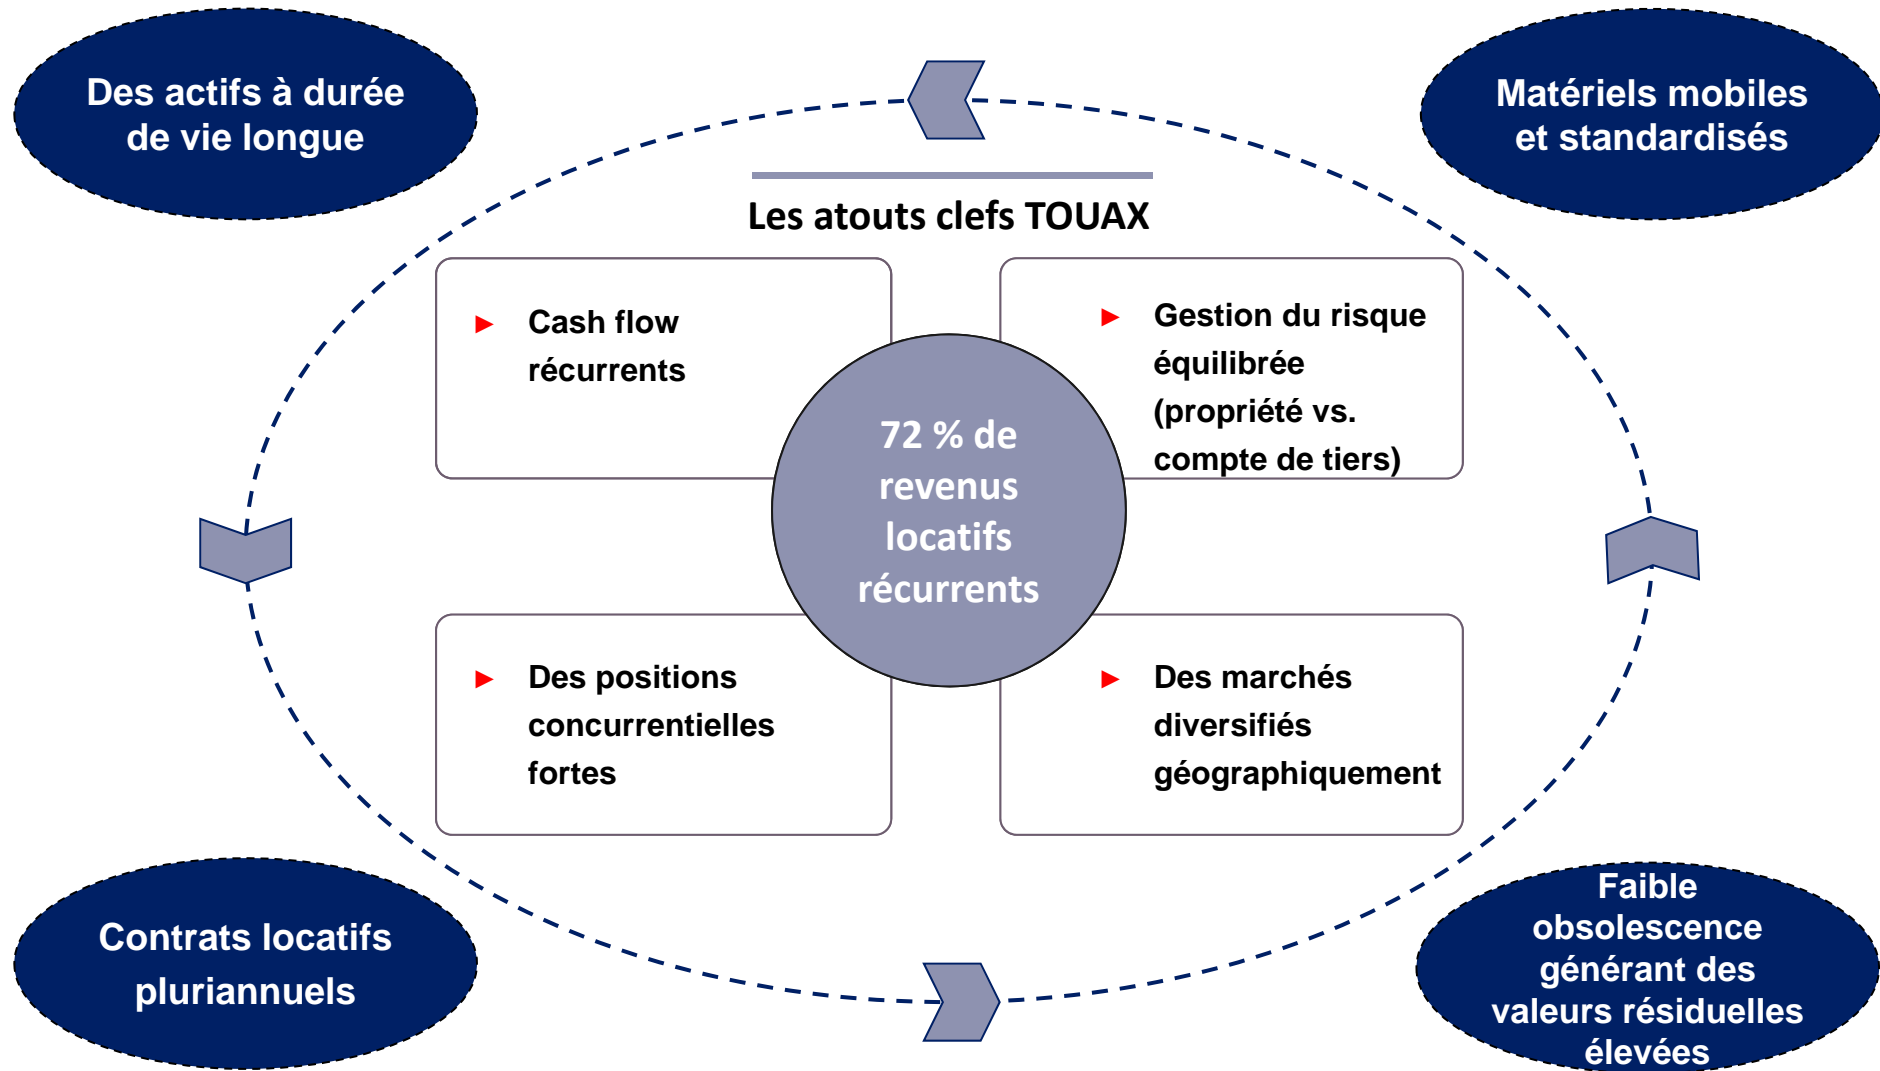 Des actifs à durée
de vie longue
Matériels mobiles
et standardisés
Les atouts clefs TOUAX
► Cash flow
récurrents
► Gestion du risque
équilibrée
(propriété vs.
compte de tiers)
72 % de
revenus
locatifs
récurrents
► Des positions
concurrentielles
fortes
► Des marchés
diversifiés
géographiquement
Contrats locatifs
pluriannuels
Faible
obsolescence
générant des
valeurs résiduelles
élevées